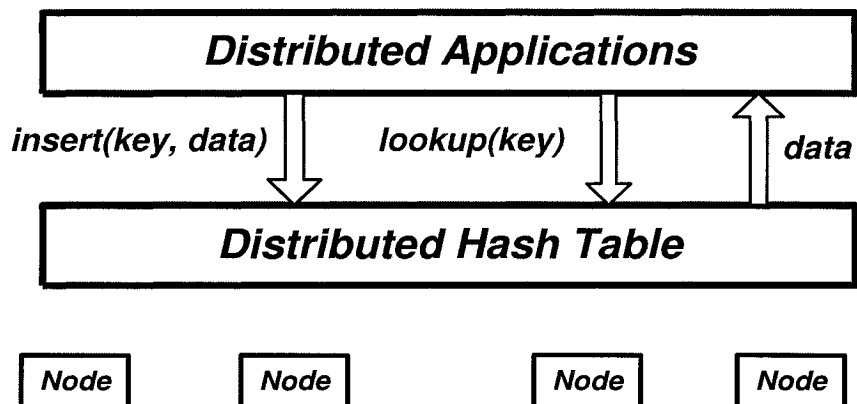 Distributed Applications
insert(key, data) lookup(key) data
Distributed Hash Table
Node Node Node Node